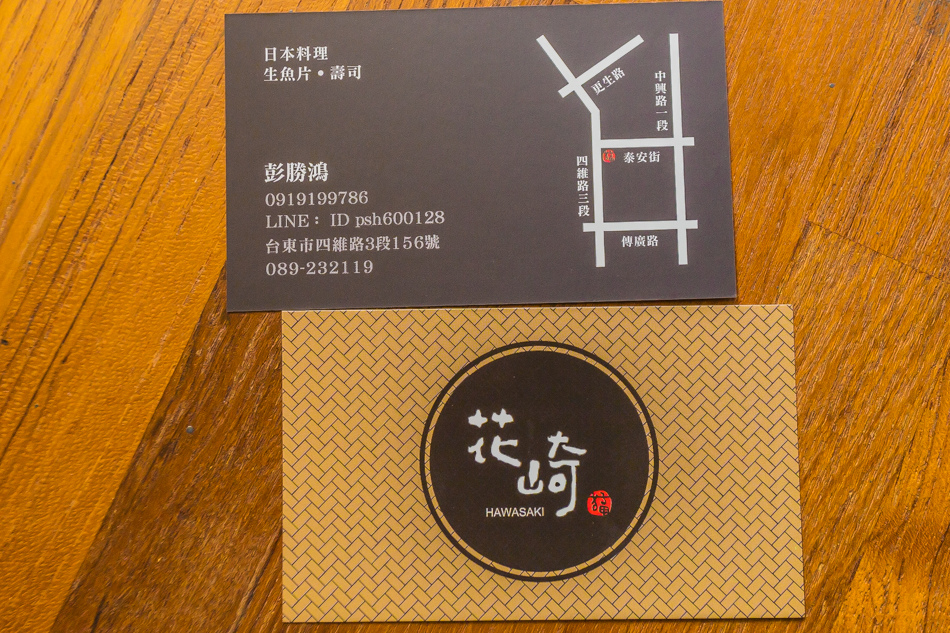 日本料理
生魚片・壽司
彭勝鴻
0919199786
LINE： ID psh600128
台東市四維路3段156號
089-232119
更生路
中興路一段
泰安街
四維路三段
傳廣路
花崎
HAWASAKI